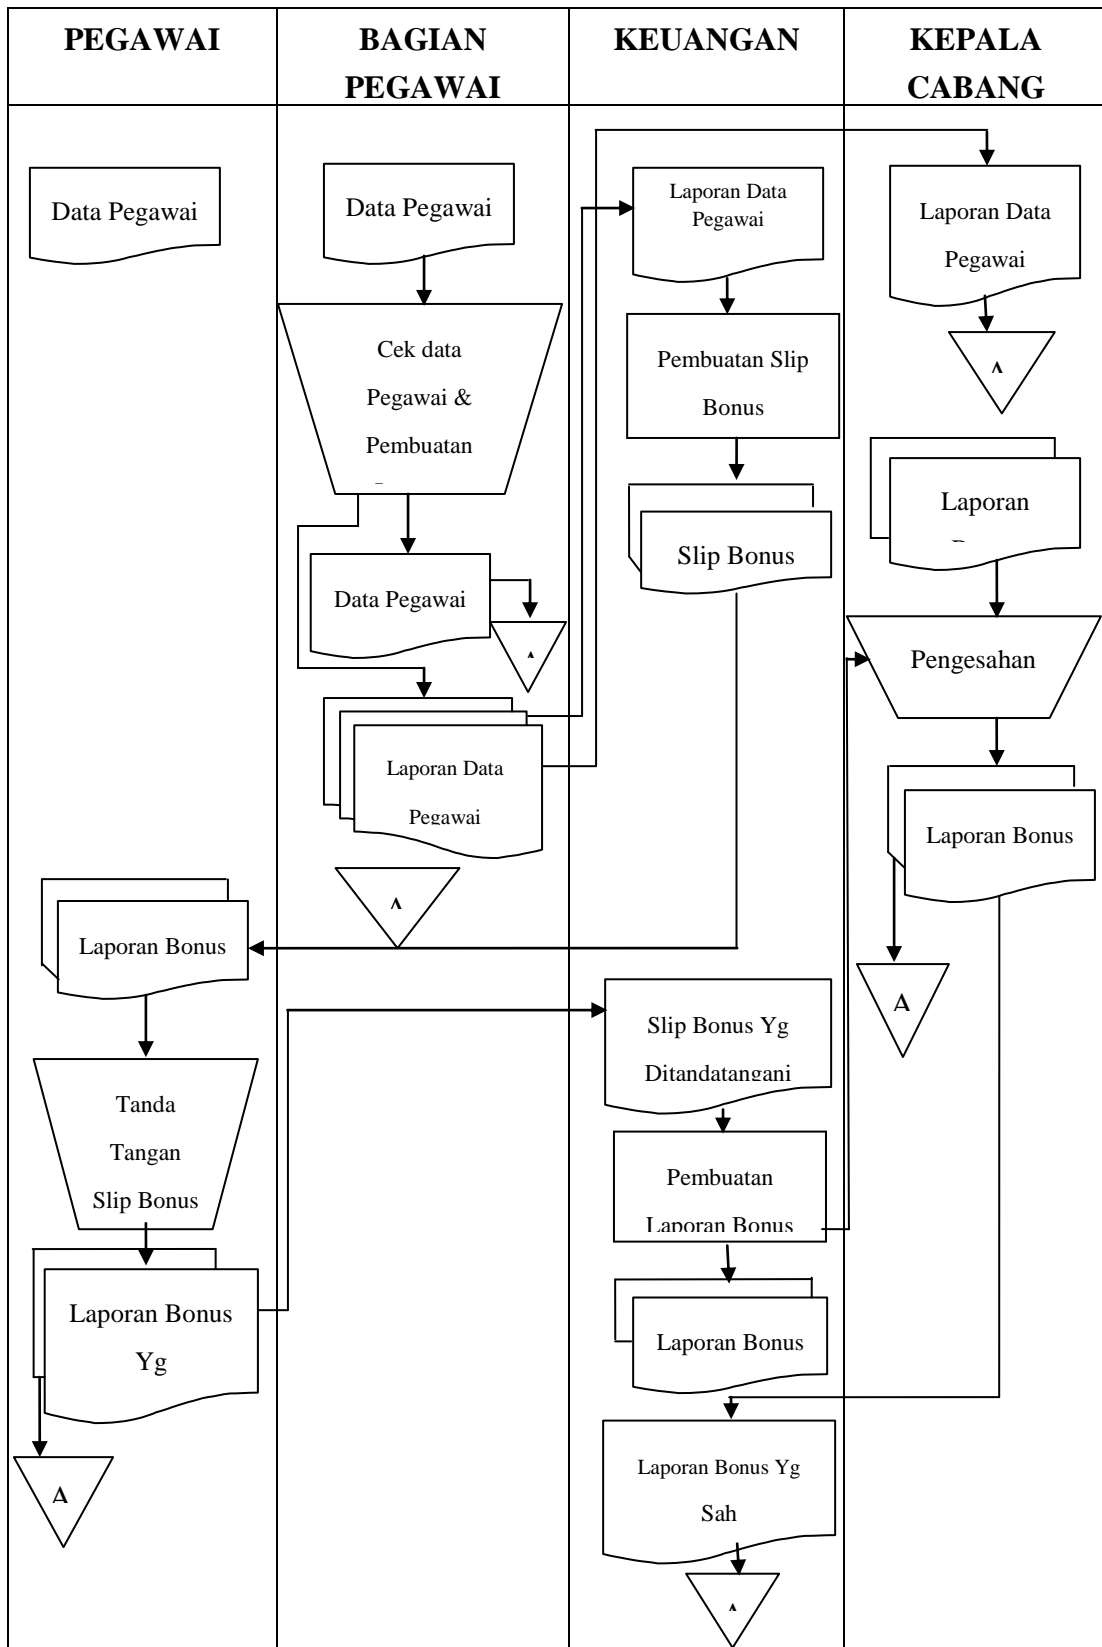 PEGAWAI
BAGIAN
PEGAWAI
KEUANGAN
KEPALA
CABANG
Data Pegawai
Data Pegawai
Cek data
Pegawai &
Pembuatan
Data Pegawai
Laporan Data
Pegawai
Laporan Data
Pegawai
Pembuatan Slip
Bonus
Slip Bonus
Laporan Data
Pegawai
A
Laporan
Pengesahan
Laporan Bonus
A
A
Laporan Bonus
Tanda
Tangan
Slip Bonus
Laporan Bonus
Yg
A
Slip Bonus Yg
Ditandatangani
Pembuatan
Laporan Bonus
Laporan Bonus
Laporan Bonus Yg
Sah